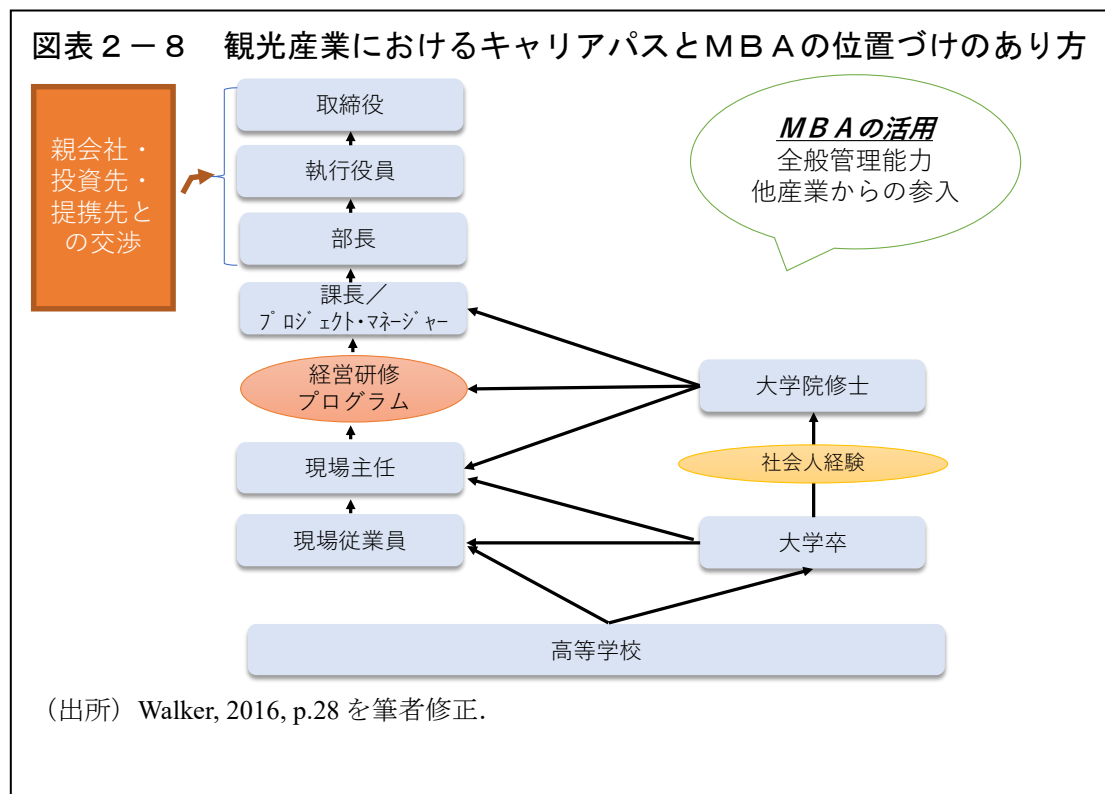 図表２－８　観光産業におけるキャリアパスとＭＢＡの位置づけのあり方
親会社・
投資先・
提携先と
の交渉
取締役
執行役員
部長
課長／
ﾌﾟﾛｼﾞｪｸﾄ・ﾏﾈｰｼﾞｬｰ
経営研修
プログラム
現場主任
現場従業員
ＭＢＡの活用
全般管理能力
他産業からの参入
大学院修士
社会人経験
大学卒
高等学校
（出所）Walker, 2016, p.28 を筆者修正.